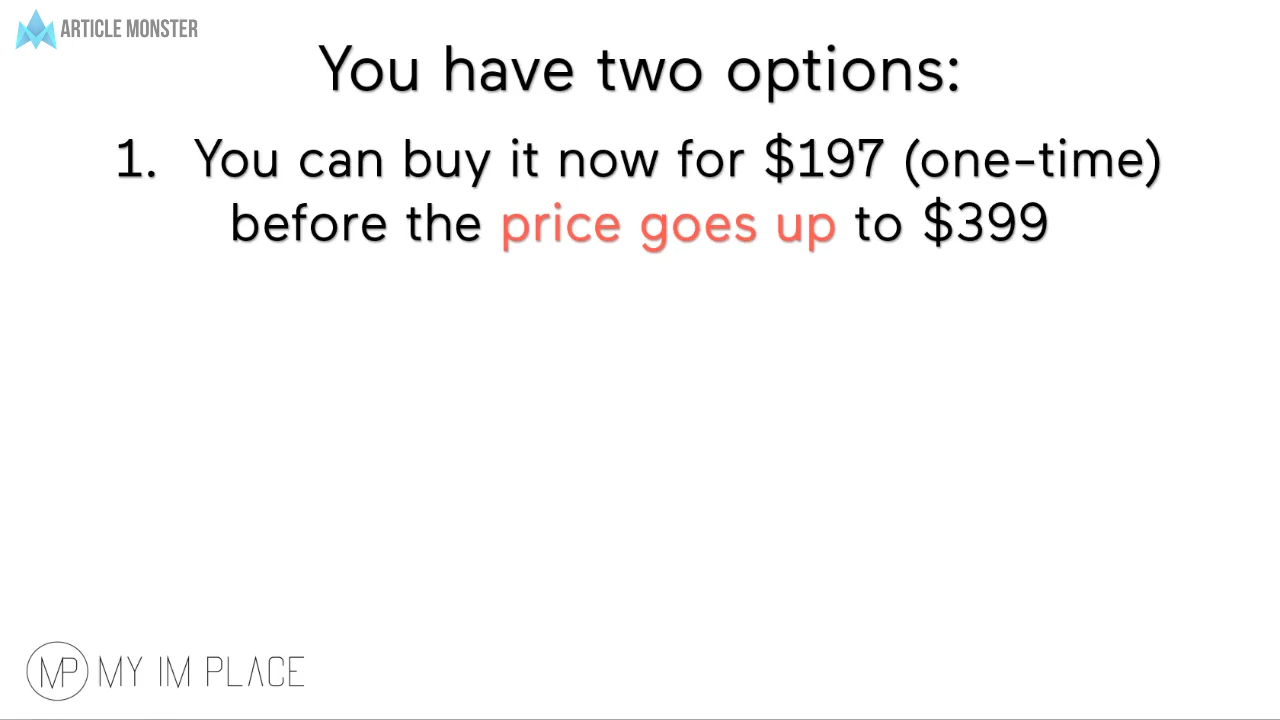 ARTICLE MONSTER
You have two options:
1. You can buy it now for $197 (one-time)
before the price goes up to $399
MP MY IM PLACE